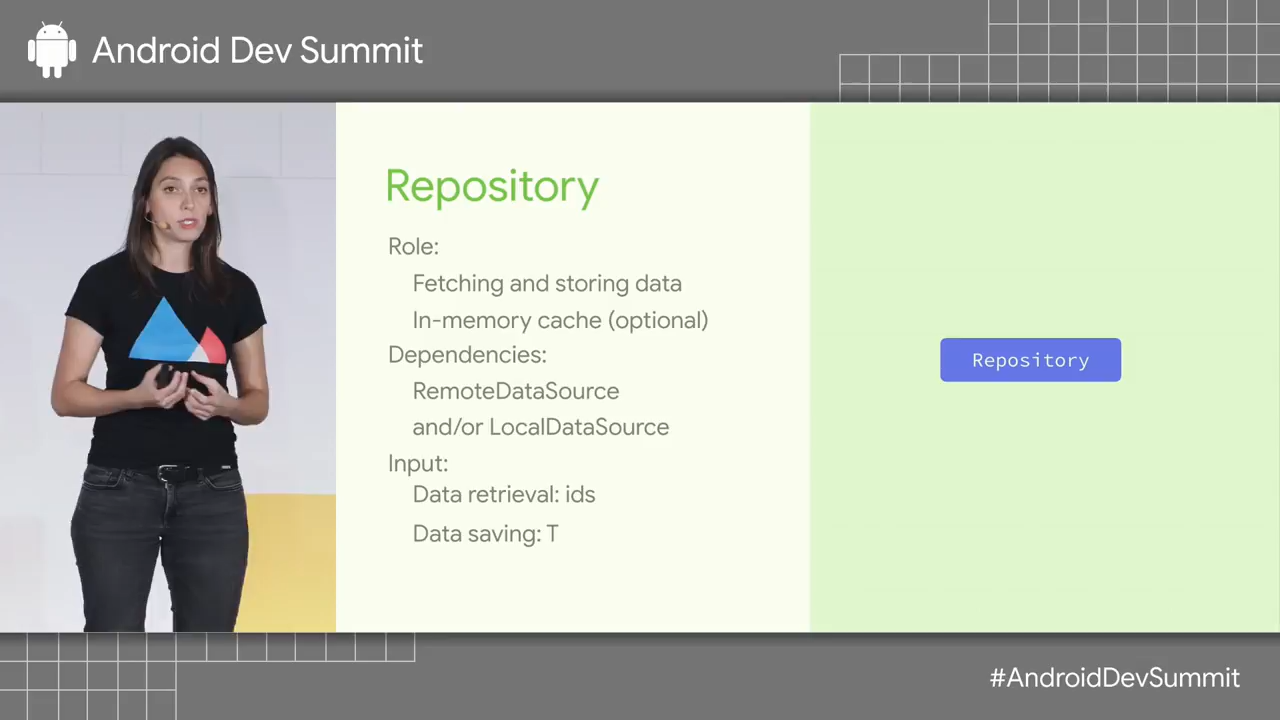 Android Dev Summit
Repository
Role:
Fetching and storing data
In-memory cache (optional)
Dependencies:
RemoteDataSource
and/or LocalDataSource
Input:
Data retrieval: ids
Data saving: T
Repository
#AndroidDevSummit